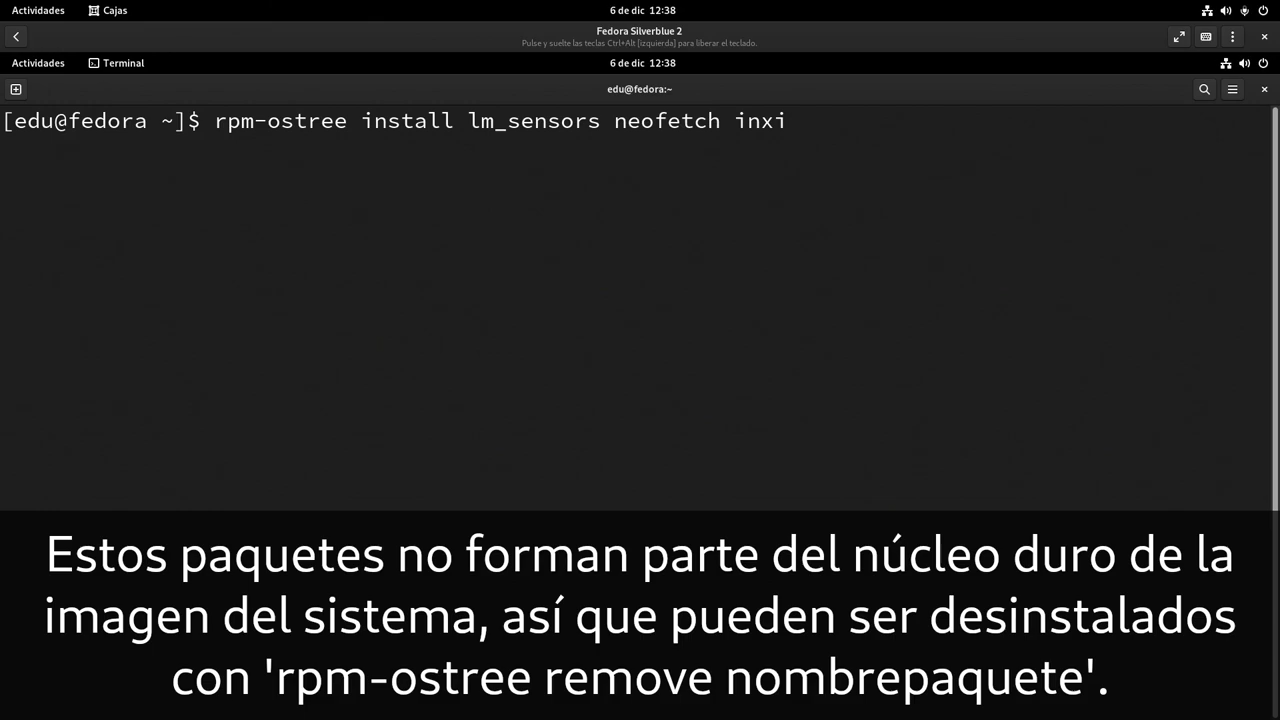 Actividades Cajas 6 de dic 12:38
Fedora Silverblue 2
Pulse y suelte las teclas Ctrl+Alt [izquierda] para liberar el teclado.
Actividades Terminal 6 de dic 12:38
edu@fedora:~
[edu@fedora ~]$ rpm-ostree install lm_sensors neofetch inxi
Estos paquetes no forman parte del núcleo duro de la
imagen del sistema, así que pueden ser desinstalados
con 'rpm-ostree remove nombrepaquete'.